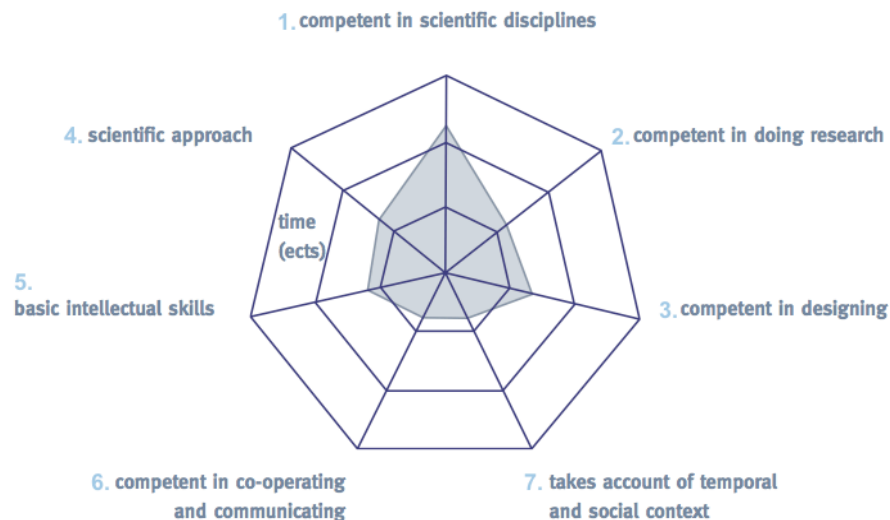 1. competent in scientific disciplines
4. scientific approach
2. competent in doing research
time
(ects)
5.
basic intellectual skills
3. competent in designing
6. competent in co-operating
and communicating
7. takes account of temporal
and social context